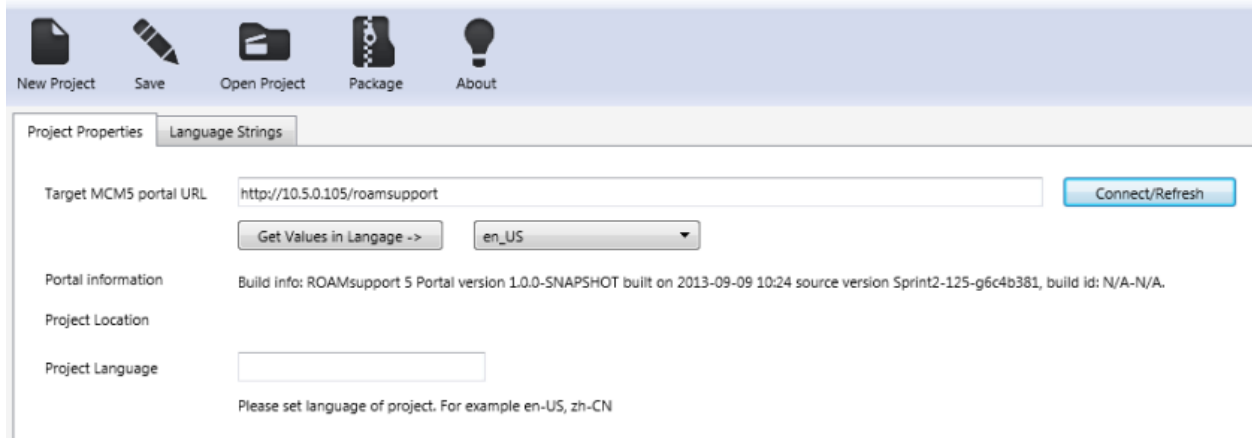 New Project Save Open Project Package About
Project Properties Language Strings
Target MCM5 portal URL http://10.5.0.105/roamsupport Connect/Refresh
Get Values in Langage -> en_US
Portal information Build info: ROAMsupport 5 Portal version 1.0.0-SNAPSHOT built on 2013-09-09 10:24 source version Sprint2-125-g6c4b381, build id: N/A-N/A.
Project Location
Project Language
Please set language of project. For example en-US, zh-CN